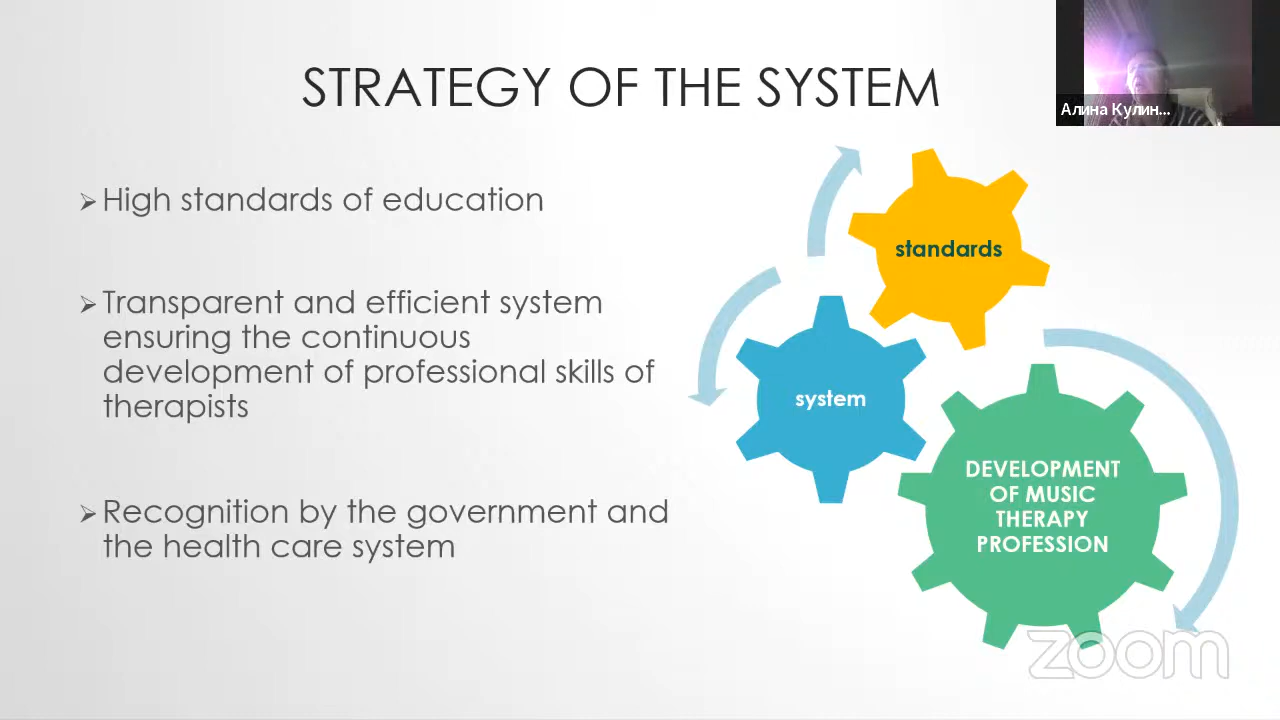 STRATEGY OF THE SYSTEM
Алина Кулин...
➢High standards of education
➢Transparent and efficient system
ensuring the continuous
development of professional skills of
therapists
➢Recognition by the government and
the health care system
standards
system
DEVELOPMENT
OF MUSIC
THERAPY
PROFESSION
zoom